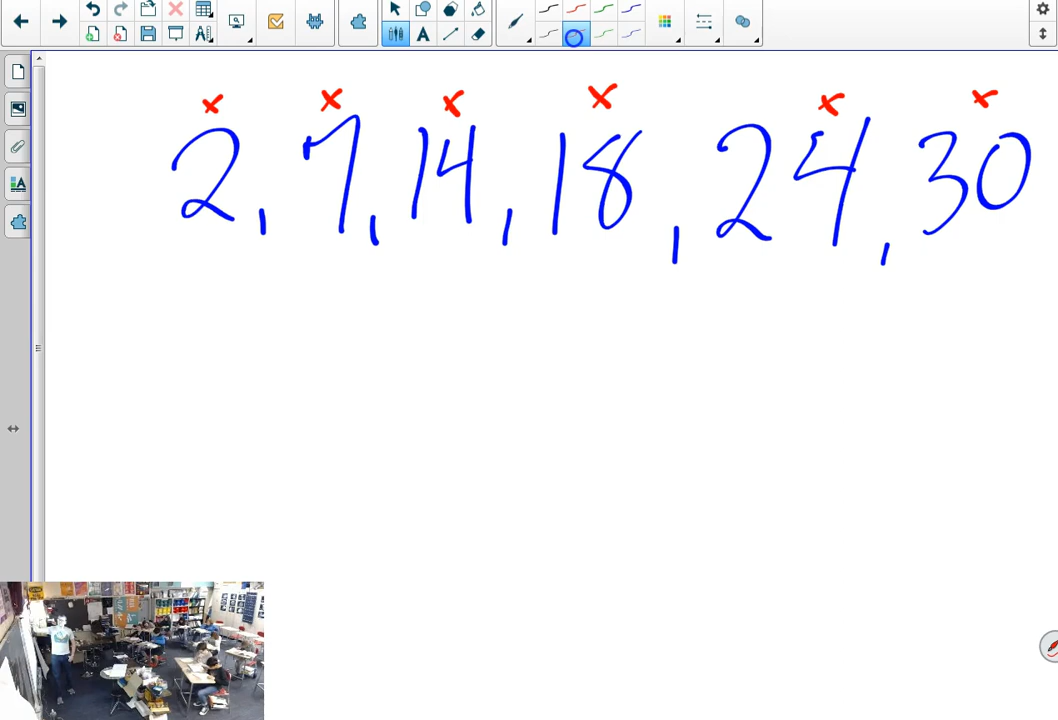 x x x x x x
2, 7, 14, 18, 24, 30
A